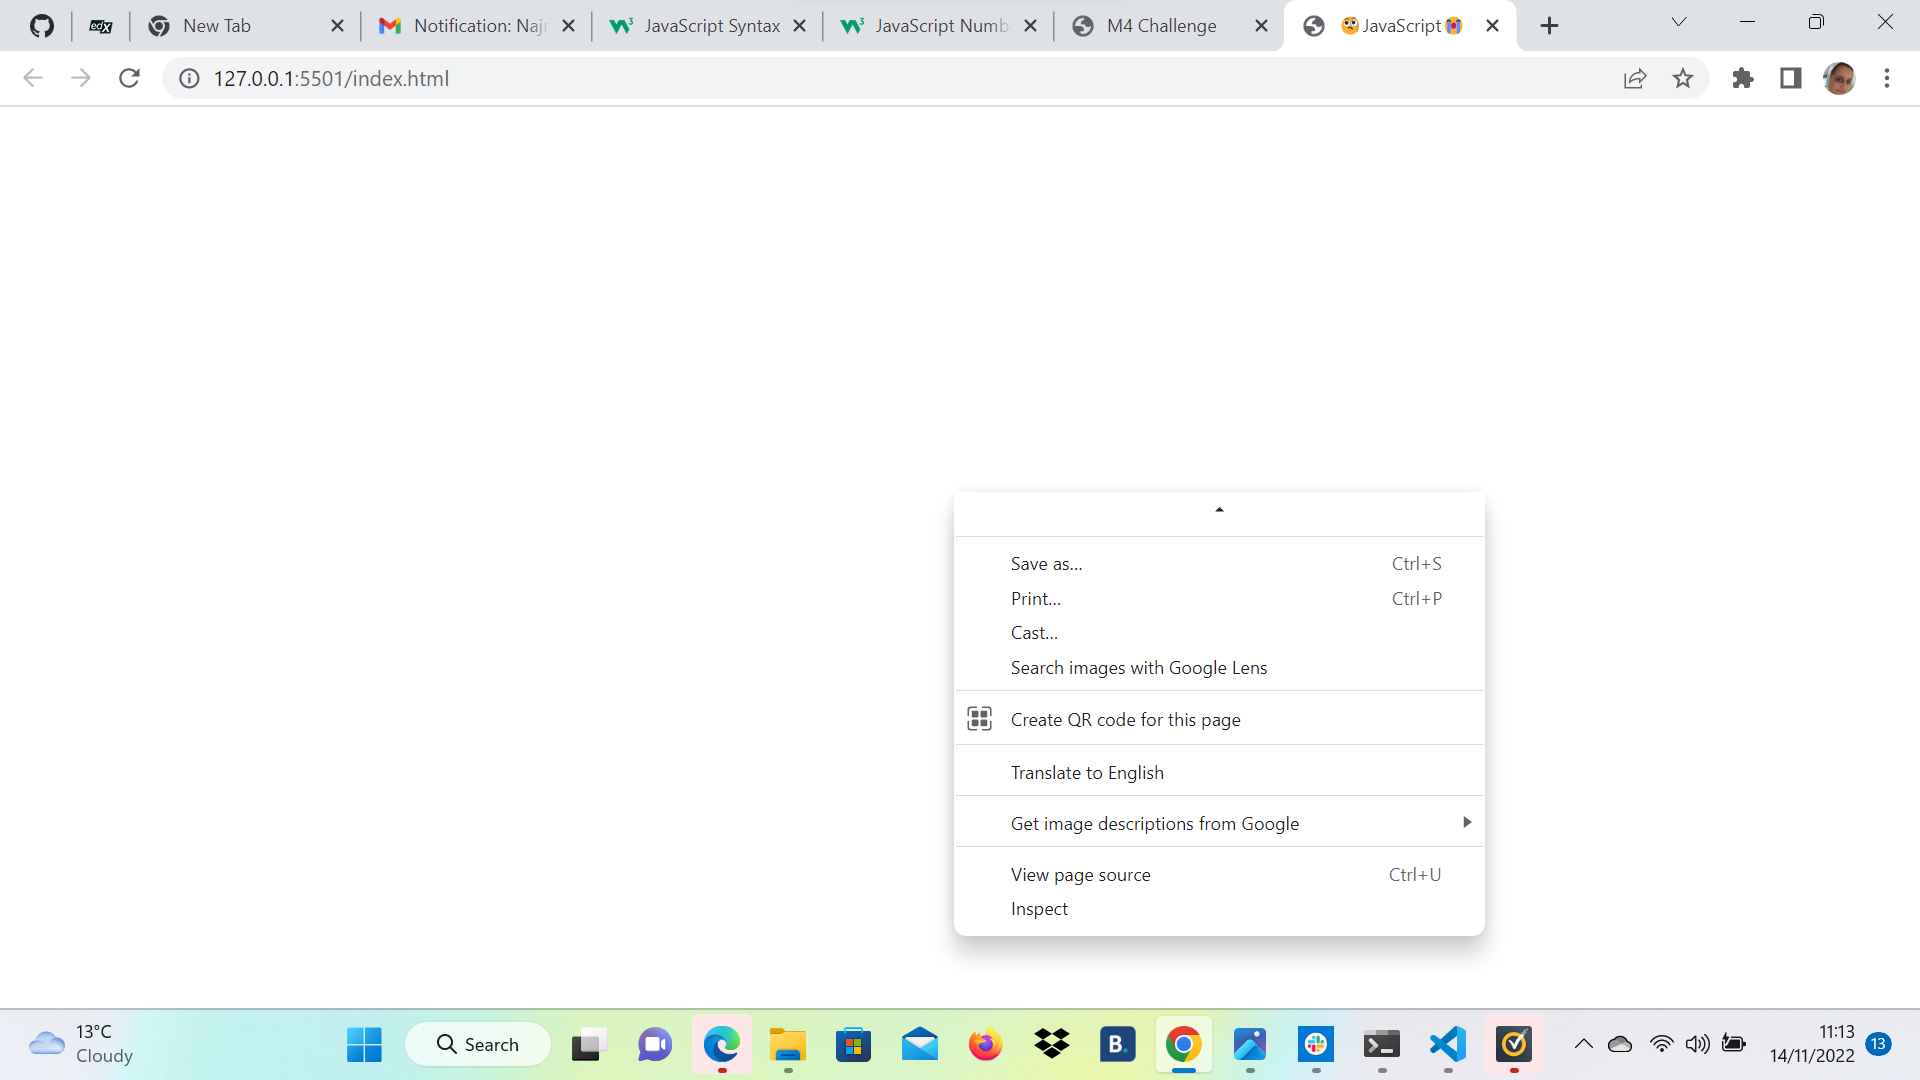 edX
New Tab
Notification: Najr
JavaScript Syntax
JavaScript Numb
M4 Challenge
🥺JavaScript😭
127.0.0.1:5501/index.html
Save as... Ctrl+S
Print... Ctrl+P
Cast...
Search images with Google Lens
Create QR code for this page
Translate to English
Get image descriptions from Google
View page source Ctrl+U
Inspect
13°C
Cloudy
Search
B.
11:13
14/11/2022
13